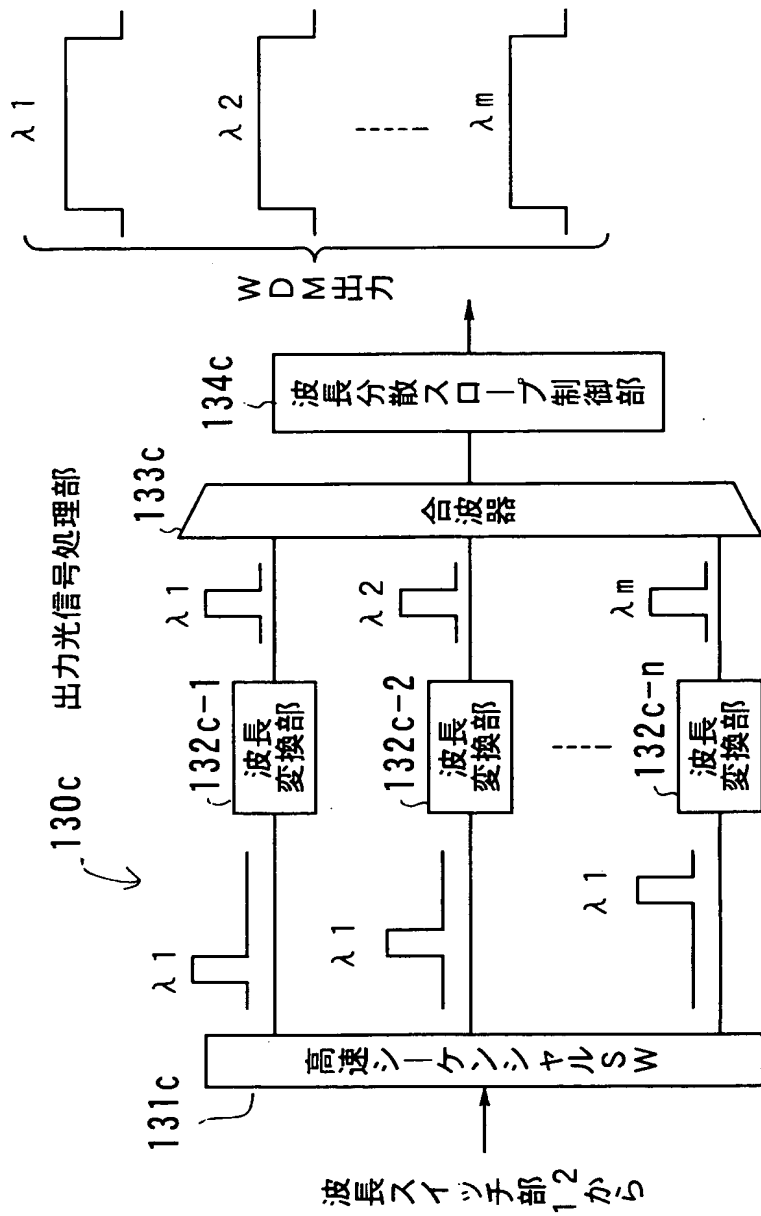 130c 出力光信号処理部
波長スイッチ部12から
131c
高速シーケンシャルSW
λ1
λ1
λ1
132c-1
波長
変換部
132c-2
波長
変換部
132c-n
波長
変換部
λ1
λ2
λm
133c
合波器
134c
波長分散スロープ制御部
WDM出力
λ1
λ2
λm